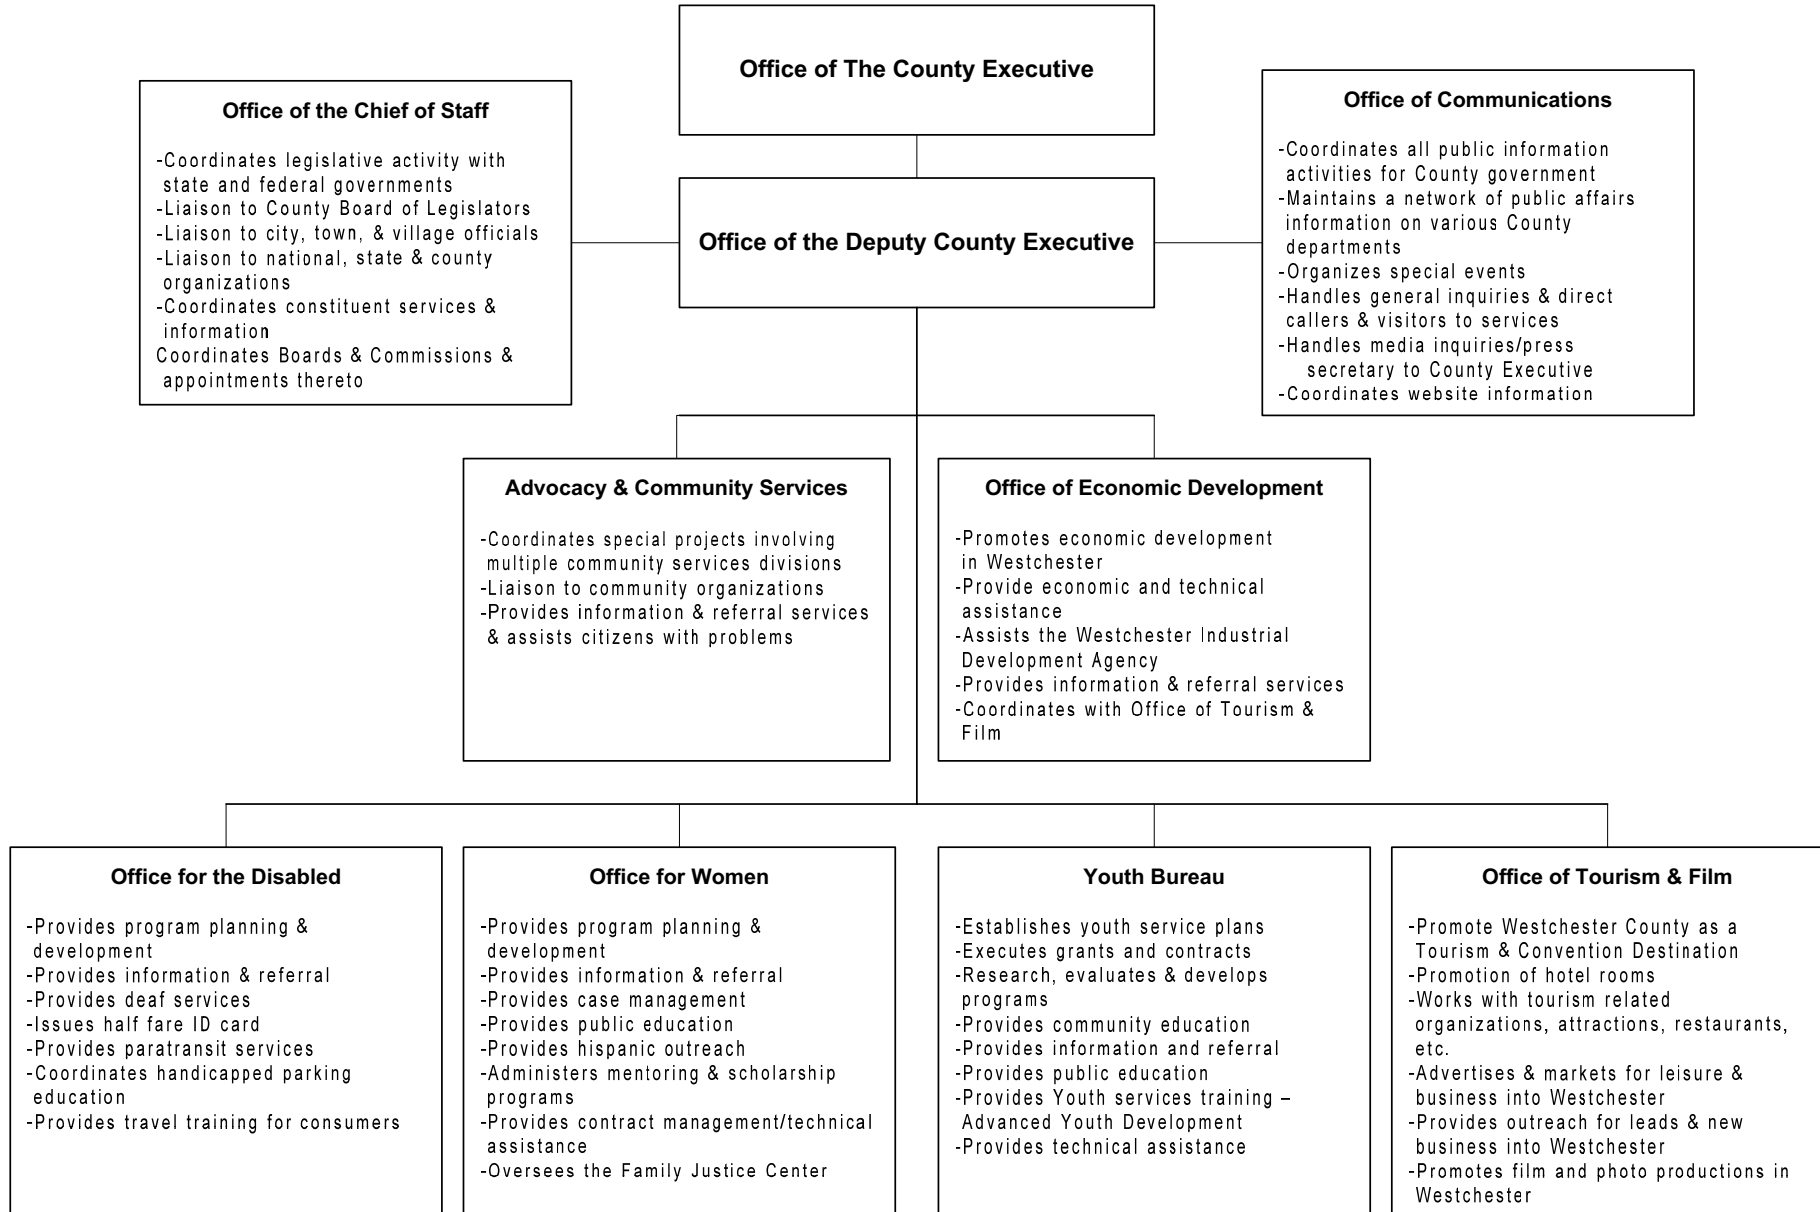 Office of The County Executive
Office of the Chief of Staff
-Coordinates legislative activity with
state and federal governments
-Liaison to County Board of Legislators
-Liaison to city, town, & village officials
-Liaison to national, state & county
organizations
-Coordinates constituent services &
information
Coordinates Boards & Commissions &
appointments thereto
Office of the Deputy County Executive
Office of Communications
-Coordinates all public information
activities for County government
-Maintains a network of public affairs
information on various County
departments
-Organizes special events
-Handles general inquiries & direct
callers & visitors to services
-Handles media inquiries/press
secretary to County Executive
-Coordinates website information
Advocacy & Community Services
-Coordinates special projects involving
multiple community services divisions
-Liaison to community organizations
-Provides information & referral services
& assists citizens with problems
Office of Economic Development
-Promotes economic development
in Westchester
-Provide economic and technical
assistance
-Assists the Westchester Industrial
Development Agency
-Provides information & referral services
-Coordinates with Office of Tourism &
Film
Office for the Disabled
-Provides program planning &
development
-Provides information & referral
-Provides deaf services
-Issues half fare ID card
-Provides paratransit services
-Coordinates handicapped parking
education
-Provides travel training for consumers
Office for Women
-Provides program planning &
development
-Provides information & referral
-Provides case management
-Provides public education
-Provides hispanic outreach
-Administers mentoring & scholarship
programs
-Provides contract management/technical
assistance
-Oversees the Family Justice Center
Youth Bureau
-Establishes youth service plans
-Executes grants and contracts
-Research, evaluates & develops
programs
-Provides community education
-Provides information and referral
-Provides public education
-Provides Youth services training –
Advanced Youth Development
-Provides technical assistance
Office of Tourism & Film
-Promote Westchester County as a
Tourism & Convention Destination
-Promotion of hotel rooms
-Works with tourism related
organizations, attractions, restaurants,
etc.
-Advertises & markets for leisure &
business into Westchester
-Provides outreach for leads & new
business into Westchester
-Promotes film and photo productions in
Westchester